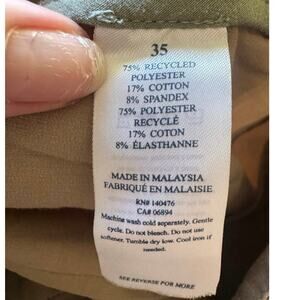 35
75% RECYCLED
POLYESTER
17% COTTON
8% SPANDEX
75% POLYESTER
RECYCLÉ
17% COTON
8% ÉLASTHANNE
MADE IN MALAYSIA
FABRIQUÉ EN MALAISIE
RN# 140476
CA# 06894
Machine wash cold separately. Gentle
cycle. Do not bleach. Do not use
softener. Tumble dry low. Cool iron if
needed.
SEE REVERSE FOR MORE